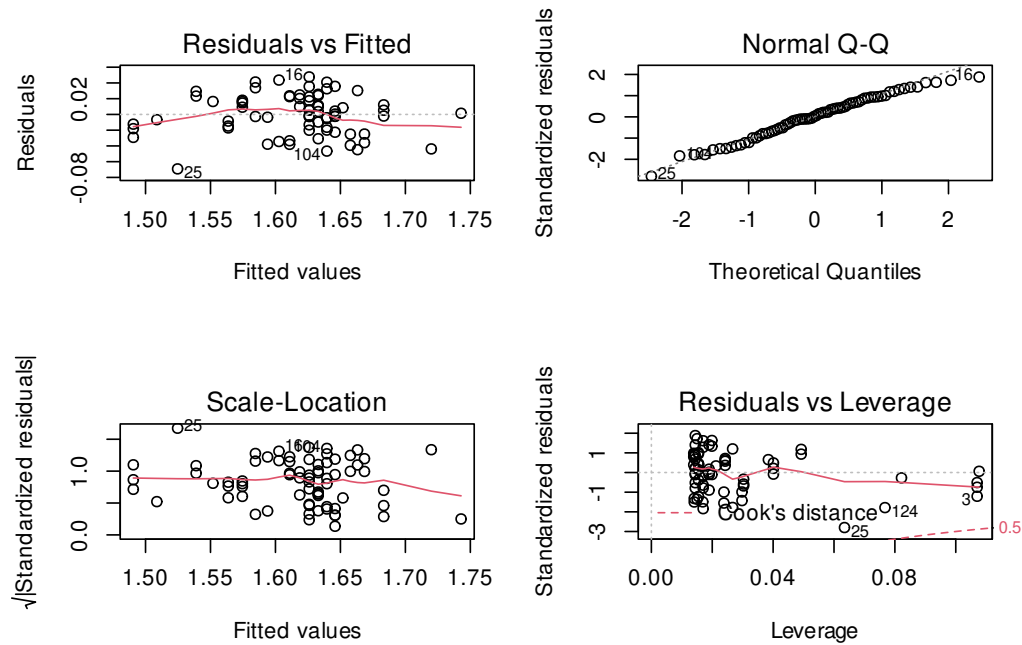 Residuals vs Fitted
Residuals
0.02
-0.08
16
104
25
1.50 1.55 1.60 1.65 1.70 1.75
Fitted values
Normal Q-Q
Standardized residuals
2
0
-2
16
25
-2 -1 0 1 2
Theoretical Quantiles
Scale-Location
√|Standardized residuals|
1.0
0.0
25
16
104
1.50 1.55 1.60 1.65 1.70 1.75
Fitted values
Residuals vs Leverage
Standardized residuals
1
-1
-3
3
Cook's distance
124
25
0.5
0.00 0.04 0.08
Leverage